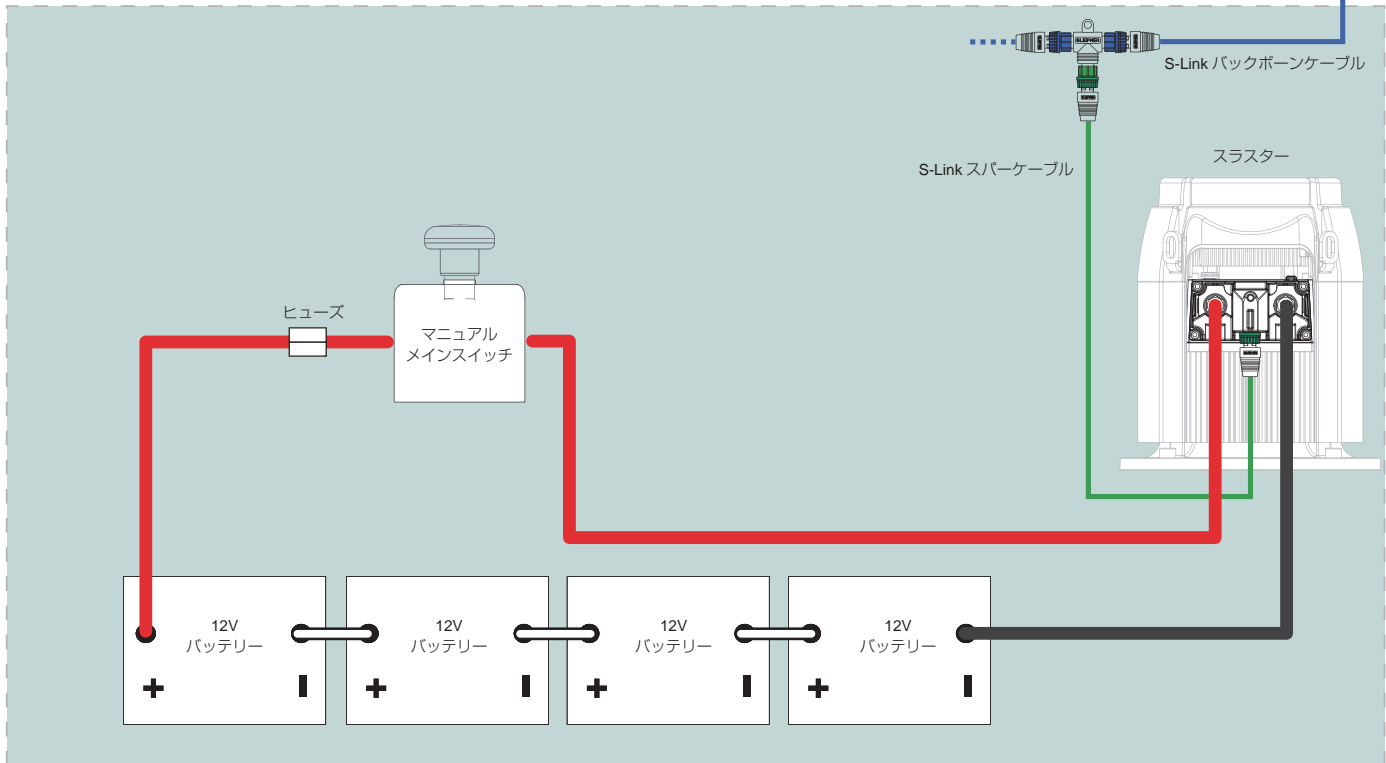 SLEIPNER
S-Link バックボーンケーブル
S-Link スパーケーブル
スラスター
ヒューズ
マニュアル
メインスイッチ
12V
バッテリー
12V
バッテリー
12V
バッテリー
12V
バッテリー
+ −
+ −
+ −
+ −